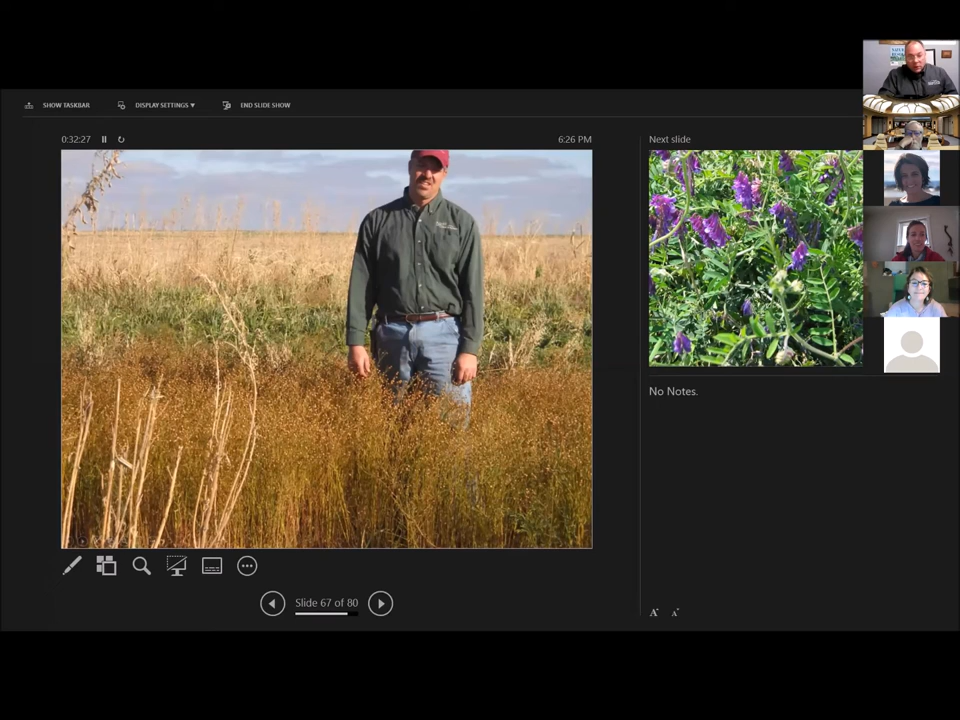 SHOW TASKBAR
DISPLAY SETTINGS ▾
END SLIDE SHOW
0:32:27
6:26 PM
Next slide
No Notes.
Slide 67 of 80
A
A